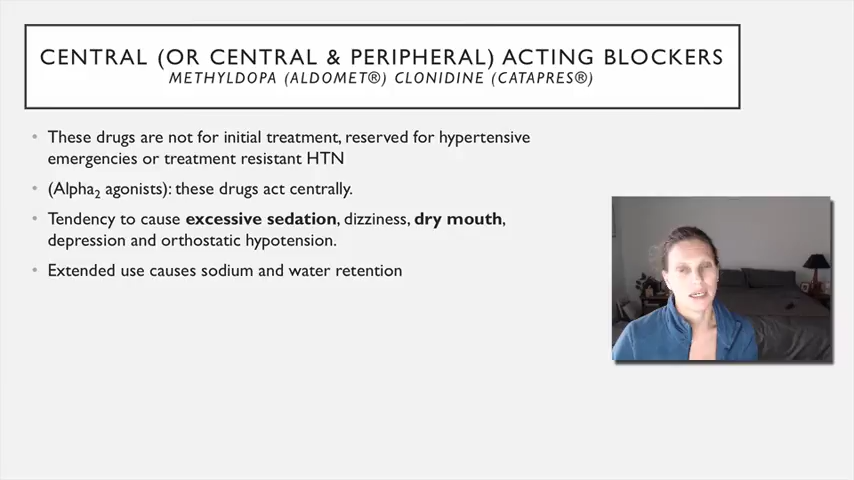 CENTRAL (OR CENTRAL & PERIPHERAL) ACTING BLOCKERS
METHYLDOPA (ALDOMET®) CLONIDINE (CATAPRES®)
• These drugs are not for initial treatment, reserved for hypertensive
emergencies or treatment resistant HTN
• (Alpha₂ agonists): these drugs act centrally.
• Tendency to cause excessive sedation, dizziness, dry mouth,
depression and orthostatic hypotension.
• Extended use causes sodium and water retention